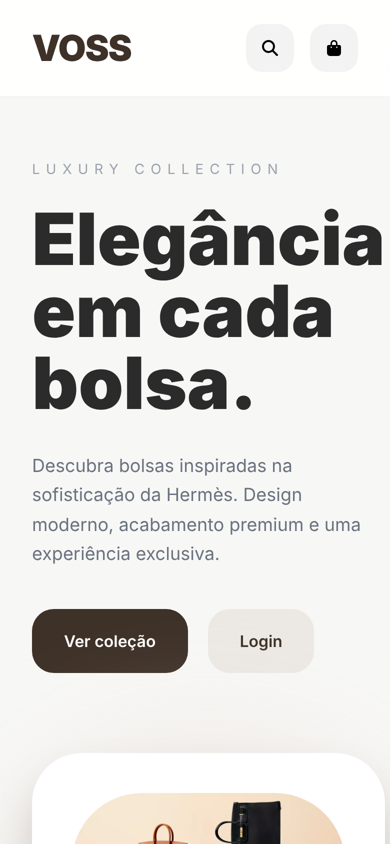 VOSS
LUXURY COLLECTION
Elegância
em cada
bolsa.
Descubra bolsas inspiradas na
sofisticação da Hermès. Design
moderno, acabamento premium e uma
experiência exclusiva.
Ver coleção
Login